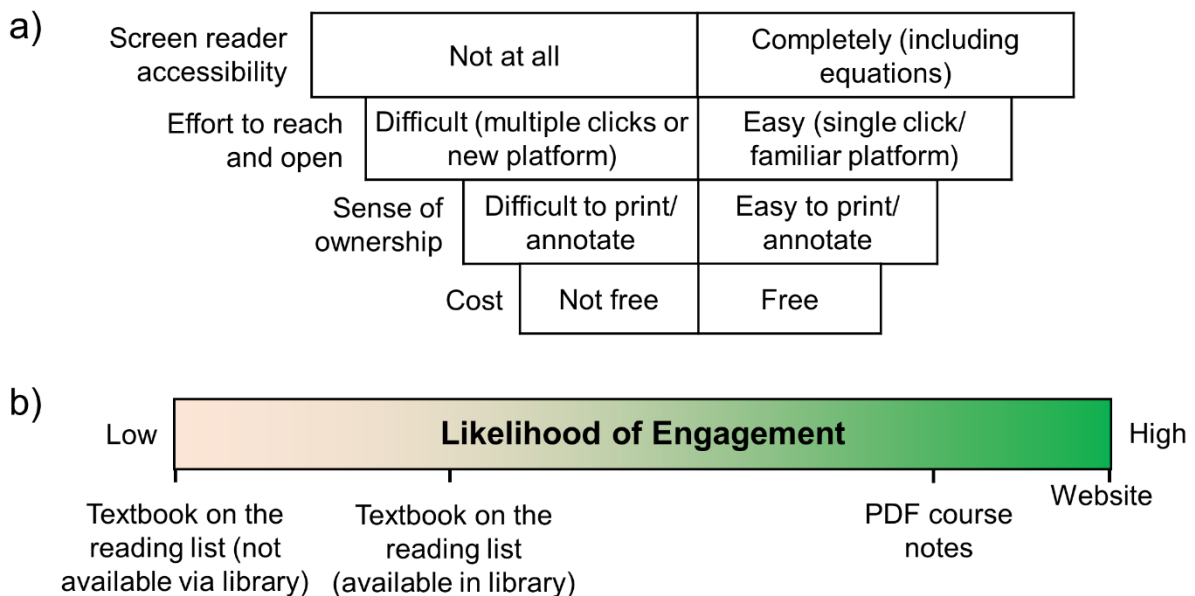 a)
Screen reader
accessibility
Not at all
Completely (including
equations)
Effort to reach
and open
Difficult (multiple clicks or
new platform)
Easy (single click/
familiar platform)
Sense of
ownership
Difficult to print/
annotate
Easy to print/
annotate
Cost
Not free
Free
b)
Low
Likelihood of Engagement
High
Textbook on the
reading list (not
available via library)
Textbook on the
reading list
(available in library)
PDF course
notes
Website